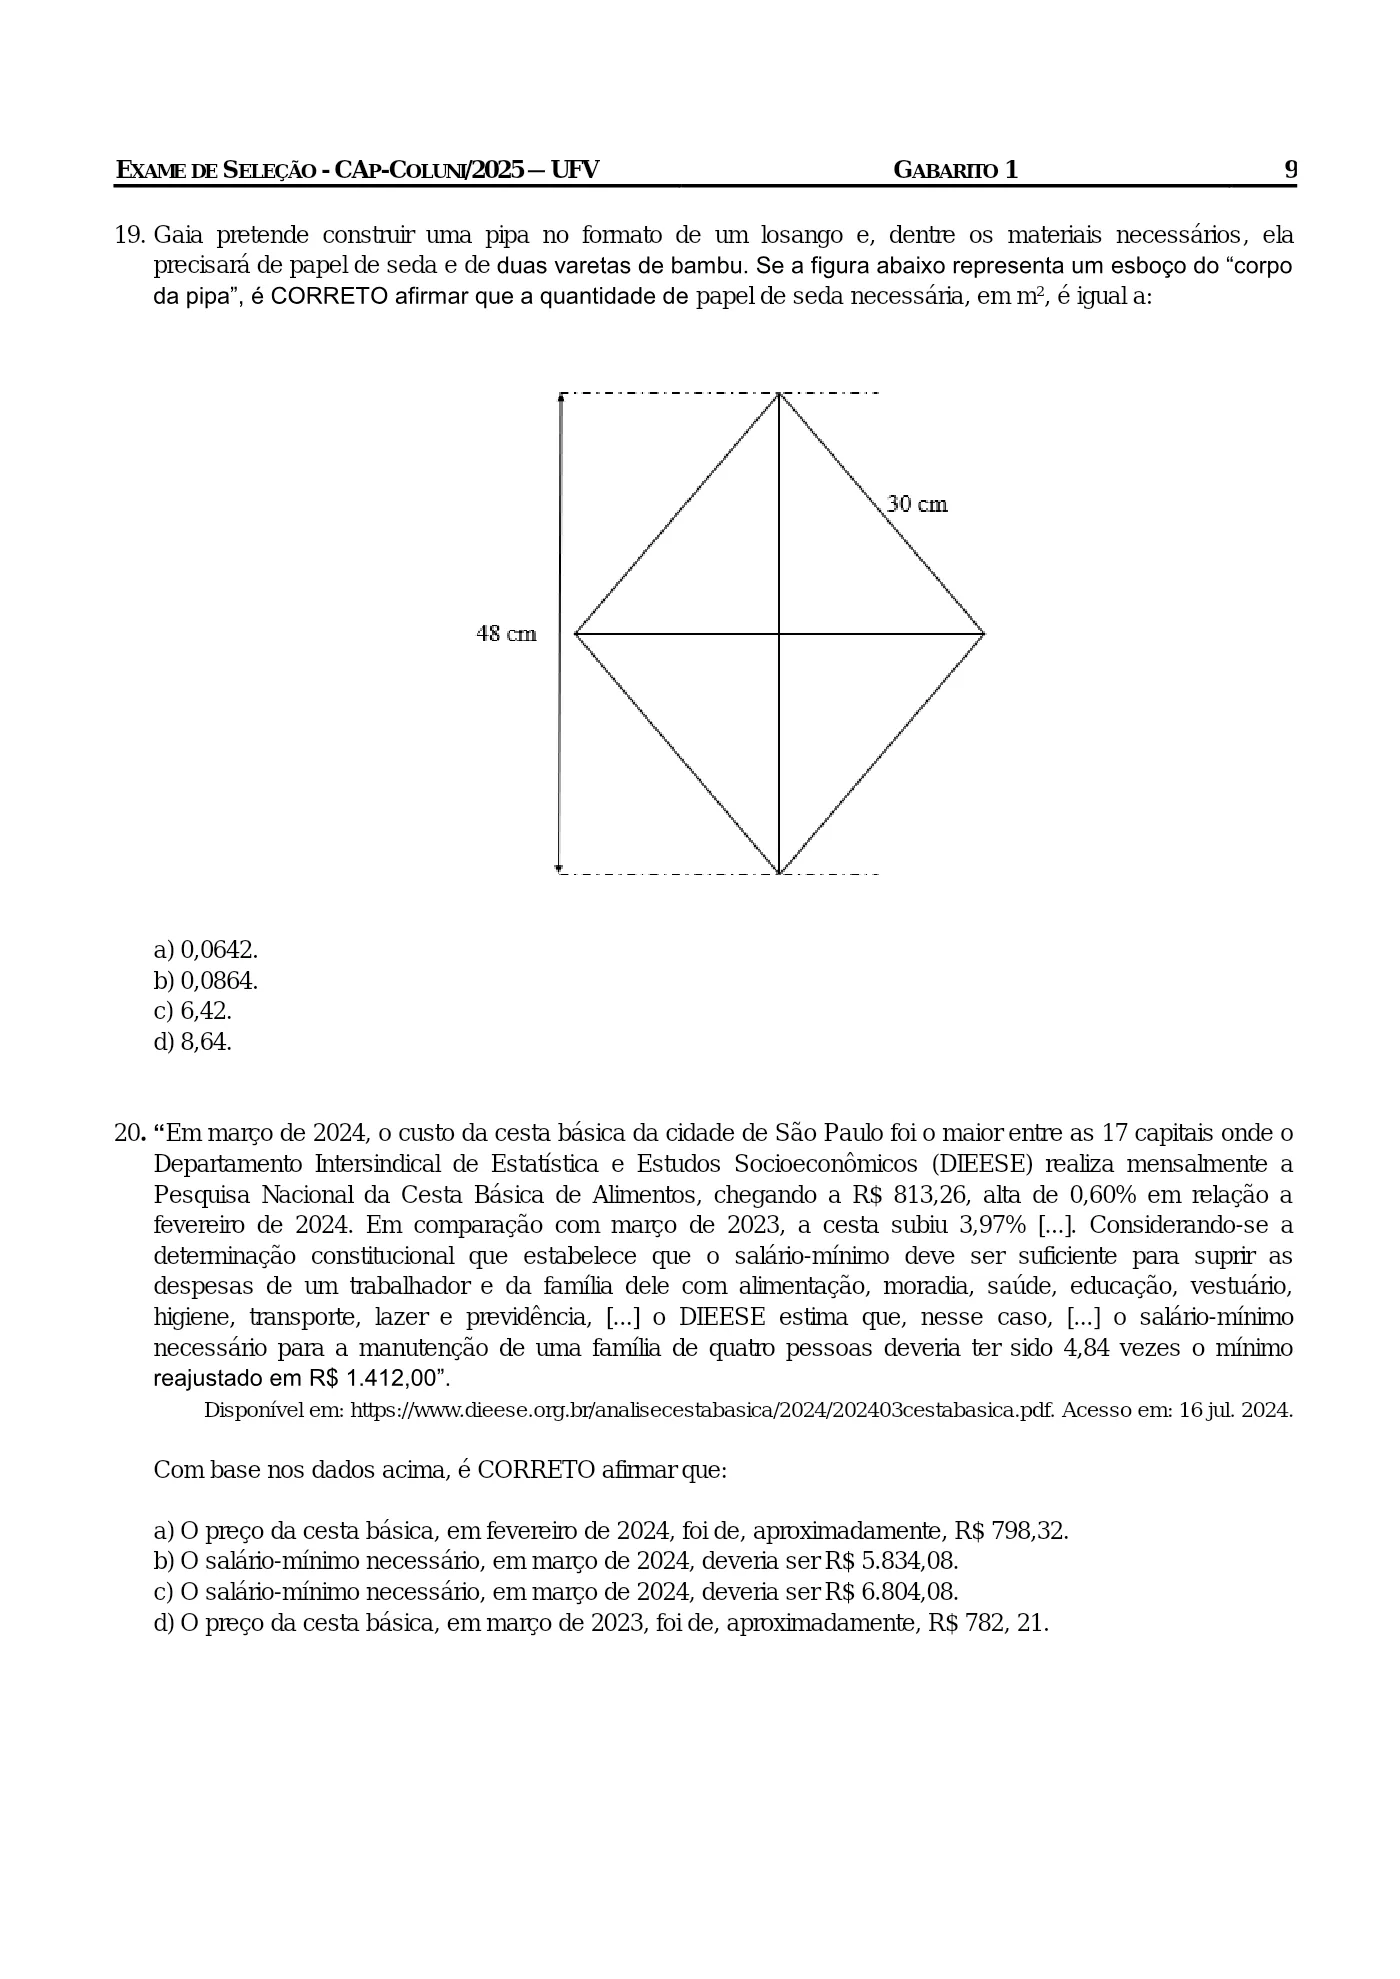 EXAME DE SELEÇÃO - CAP-COLUNI/2025 — UFV GABARITO 1 9
19. Gaia pretende construir uma pipa no formato de um losango e, dentre os materiais necessários, ela
precisará de papel de seda e de duas varetas de bambu. Se a figura abaixo representa um esboço do “corpo
da pipa”, é CORRETO afirmar que a quantidade de papel de seda necessária, em m², é igual a:
30 cm
48 cm
a) 0,0642.
b) 0,0864.
c) 6,42.
d) 8,64.
20. “Em março de 2024, o custo da cesta básica da cidade de São Paulo foi o maior entre as 17 capitais onde o
Departamento Intersindical de Estatística e Estudos Socioeconômicos (DIEESE) realiza mensalmente a
Pesquisa Nacional da Cesta Básica de Alimentos, chegando a R$ 813,26, alta de 0,60% em relação a
fevereiro de 2024. Em comparação com março de 2023, a cesta subiu 3,97% [...]. Considerando-se a
determinação constitucional que estabelece que o salário-mínimo deve ser suficiente para suprir as
despesas de um trabalhador e da família dele com alimentação, moradia, saúde, educação, vestuário,
higiene, transporte, lazer e previdência, [...] o DIEESE estima que, nesse caso, [...] o salário-mínimo
necessário para a manutenção de uma família de quatro pessoas deveria ter sido 4,84 vezes o mínimo
reajustado em R$ 1.412,00”.
Disponível em: https://www.dieese.org.br/analisecestabasica/2024/202403cestabasica.pdf. Acesso em: 16 jul. 2024.
Com base nos dados acima, é CORRETO afirmar que:
a) O preço da cesta básica, em fevereiro de 2024, foi de, aproximadamente, R$ 798,32.
b) O salário-mínimo necessário, em março de 2024, deveria ser R$ 5.834,08.
c) O salário-mínimo necessário, em março de 2024, deveria ser R$ 6.804,08.
d) O preço da cesta básica, em março de 2023, foi de, aproximadamente, R$ 782, 21.